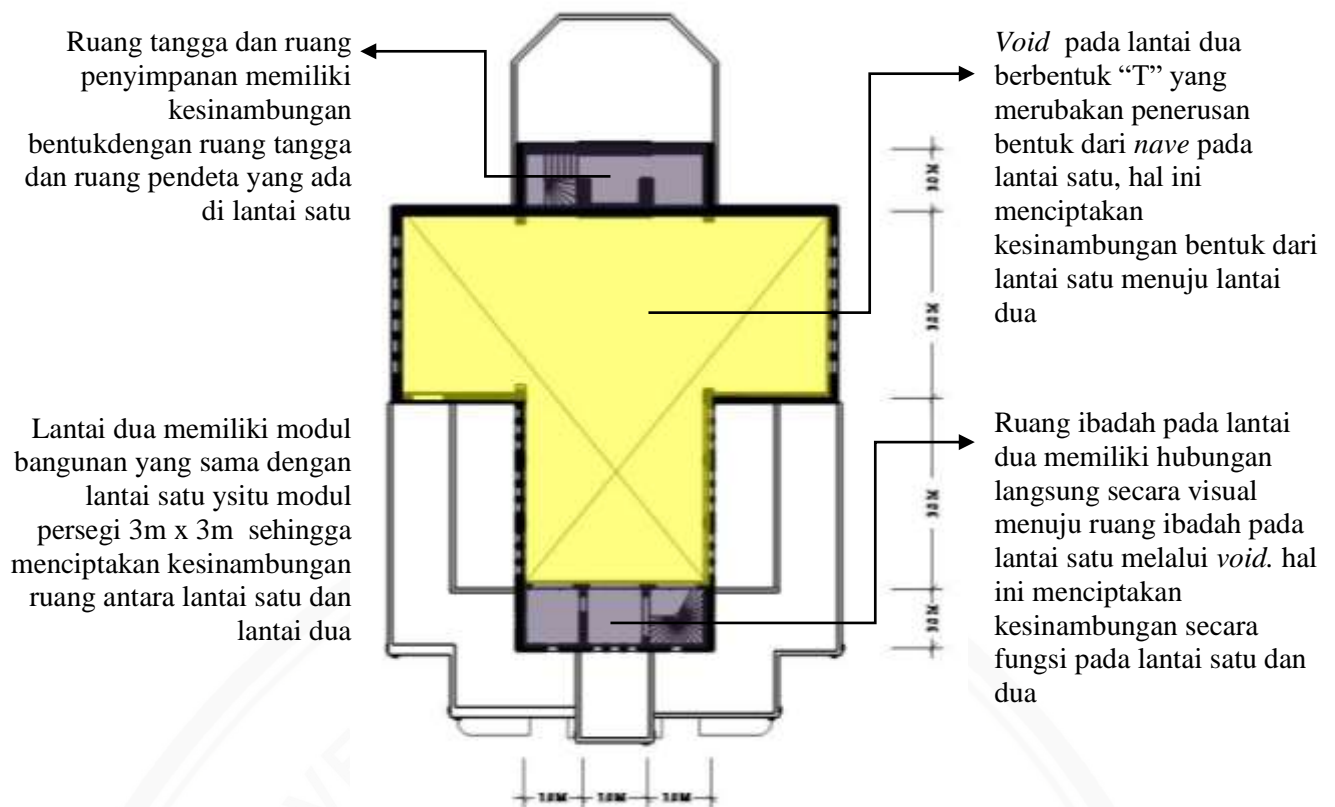 Ruang tangga dan ruang
penyimpanan memiliki
kesinambungan
bentukdengan ruang tangga
dan ruang pendeta yang ada
di lantai satu
Void pada lantai dua
berbentuk “T” yang
merubakan penerusan
bentuk dari nave pada
lantai satu, hal ini
menciptakan
kesinambungan bentuk dari
lantai satu menuju lantai
dua
Lantai dua memiliki modul
bangunan yang sama dengan
lantai satu ysitu modul
persegi 3m x 3m sehingga
menciptakan kesinambungan
ruang antara lantai satu dan
lantai dua
Ruang ibadah pada lantai
dua memiliki hubungan
langsung secara visual
menuju ruang ibadah pada
lantai satu melalui void. hal
ini menciptakan
kesinambungan secara
fungsi pada lantai satu dan
dua